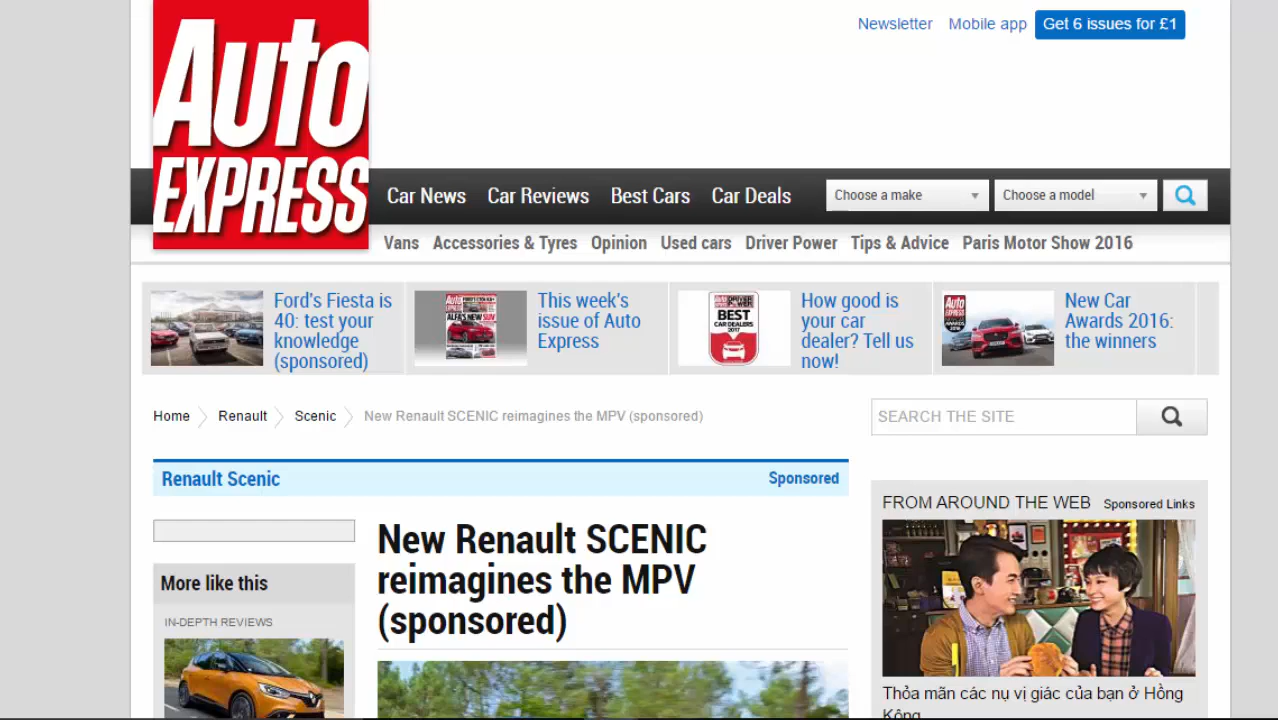 Newsletter Mobile app Get 6 issues for £1
Auto
EXPRESS
Car News Car Reviews Best Cars Car Deals Choose a make Choose a model
Vans Accessories & Tyres Opinion Used cars Driver Power Tips & Advice Paris Motor Show 2016
Ford's Fiesta is
40: test your
knowledge
(sponsored)
This week's
issue of Auto
Express
BEST
CAR DEALERS
2017
How good is
your car
dealer? Tell us
now!
New Car
Awards 2016:
the winners
Home Renault Scenic New Renault SCENIC reimagines the MPV (sponsored)
SEARCH THE SITE
Renault Scenic Sponsored
FROM AROUND THE WEB Sponsored Links
New Renault SCENIC
reimagines the MPV
(sponsored)
More like this
IN-DEPTH REVIEWS
Thỏa mãn các nụ vị giác của bạn ở Hồng
Kông